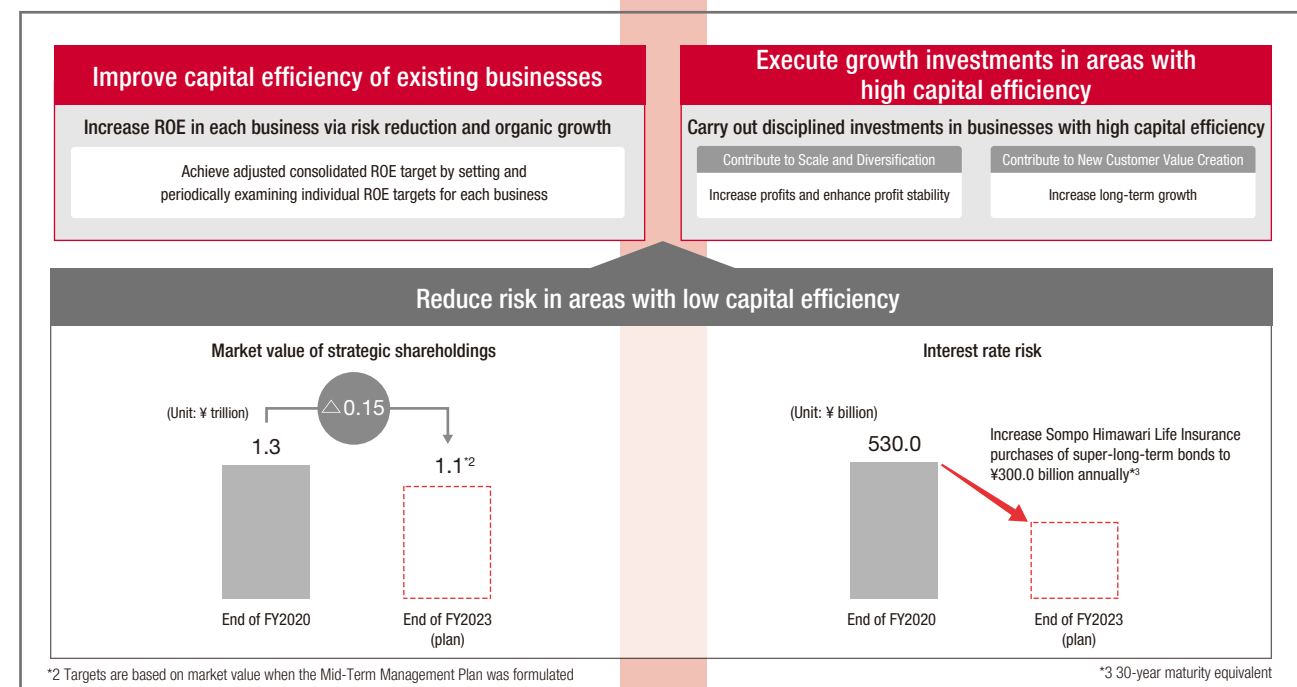 Improve capital efficiency of existing businesses
Increase ROE in each business via risk reduction and organic growth
Achieve adjusted consolidated ROE target by setting and
periodically examining individual ROE targets for each business
Execute growth investments in areas with
high capital efficiency
Carry out disciplined investments in businesses with high capital efficiency
Contribute to Scale and Diversification
Increase profits and enhance profit stability
Contribute to New Customer Value Creation
Increase long-term growth
Reduce risk in areas with low capital efficiency
Market value of strategic shareholdings
(Unit: ¥ trillion)
△0.15
1.3
1.1*2
End of FY2020
End of FY2023
(plan)
Interest rate risk
(Unit: ¥ billion)
530.0
Increase Sompo Himawari Life Insurance
purchases of super-long-term bonds to
¥300.0 billion annually*3
End of FY2020
End of FY2023
(plan)
*2 Targets are based on market value when the Mid-Term Management Plan was formulated
*3 30-year maturity equivalent